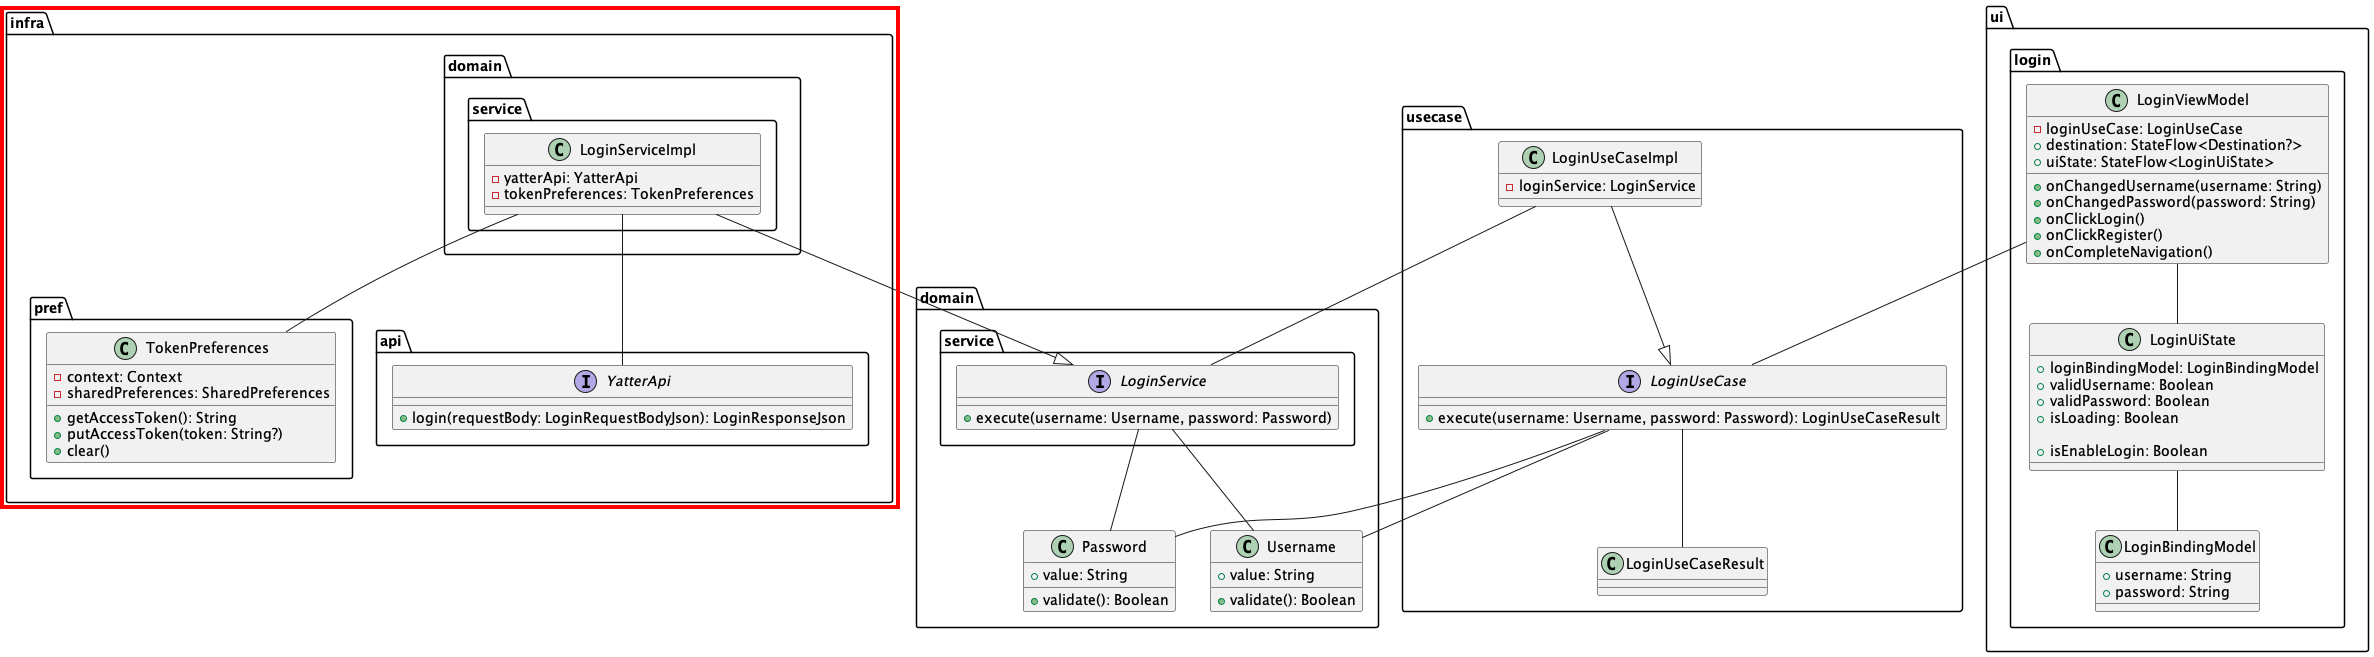 infra
domain
service
C LoginServiceImpl
yatterApi: YatterApi
tokenPreferences: TokenPreferences
pref
C TokenPreferences
context: Context
sharedPreferences: SharedPreferences
getAccessToken(): String
putAccessToken(token: String?)
clear()
api
I YatterApi
login(requestBody: LoginRequestBodyJson): LoginResponseJson
domain
service
I LoginService
execute(username: Username, password: Password)
C Password
value: String
validate(): Boolean
C Username
value: String
validate(): Boolean
usecase
C LoginUseCaseImpl
loginService: LoginService
I LoginUseCase
execute(username: Username, password: Password): LoginUseCaseResult
C LoginUseCaseResult
ui
login
C LoginViewModel
loginUseCase: LoginUseCase
destination: StateFlow<Destination?>
uiState: StateFlow<LoginUiState>
onChangedUsername(username: String)
onChangedPassword(password: String)
onClickLogin()
onClickRegister()
onCompleteNavigation()
C LoginUiState
loginBindingModel: LoginBindingModel
validUsername: Boolean
validPassword: Boolean
isLoading: Boolean
isEnableLogin: Boolean
C LoginBindingModel
username: String
password: String